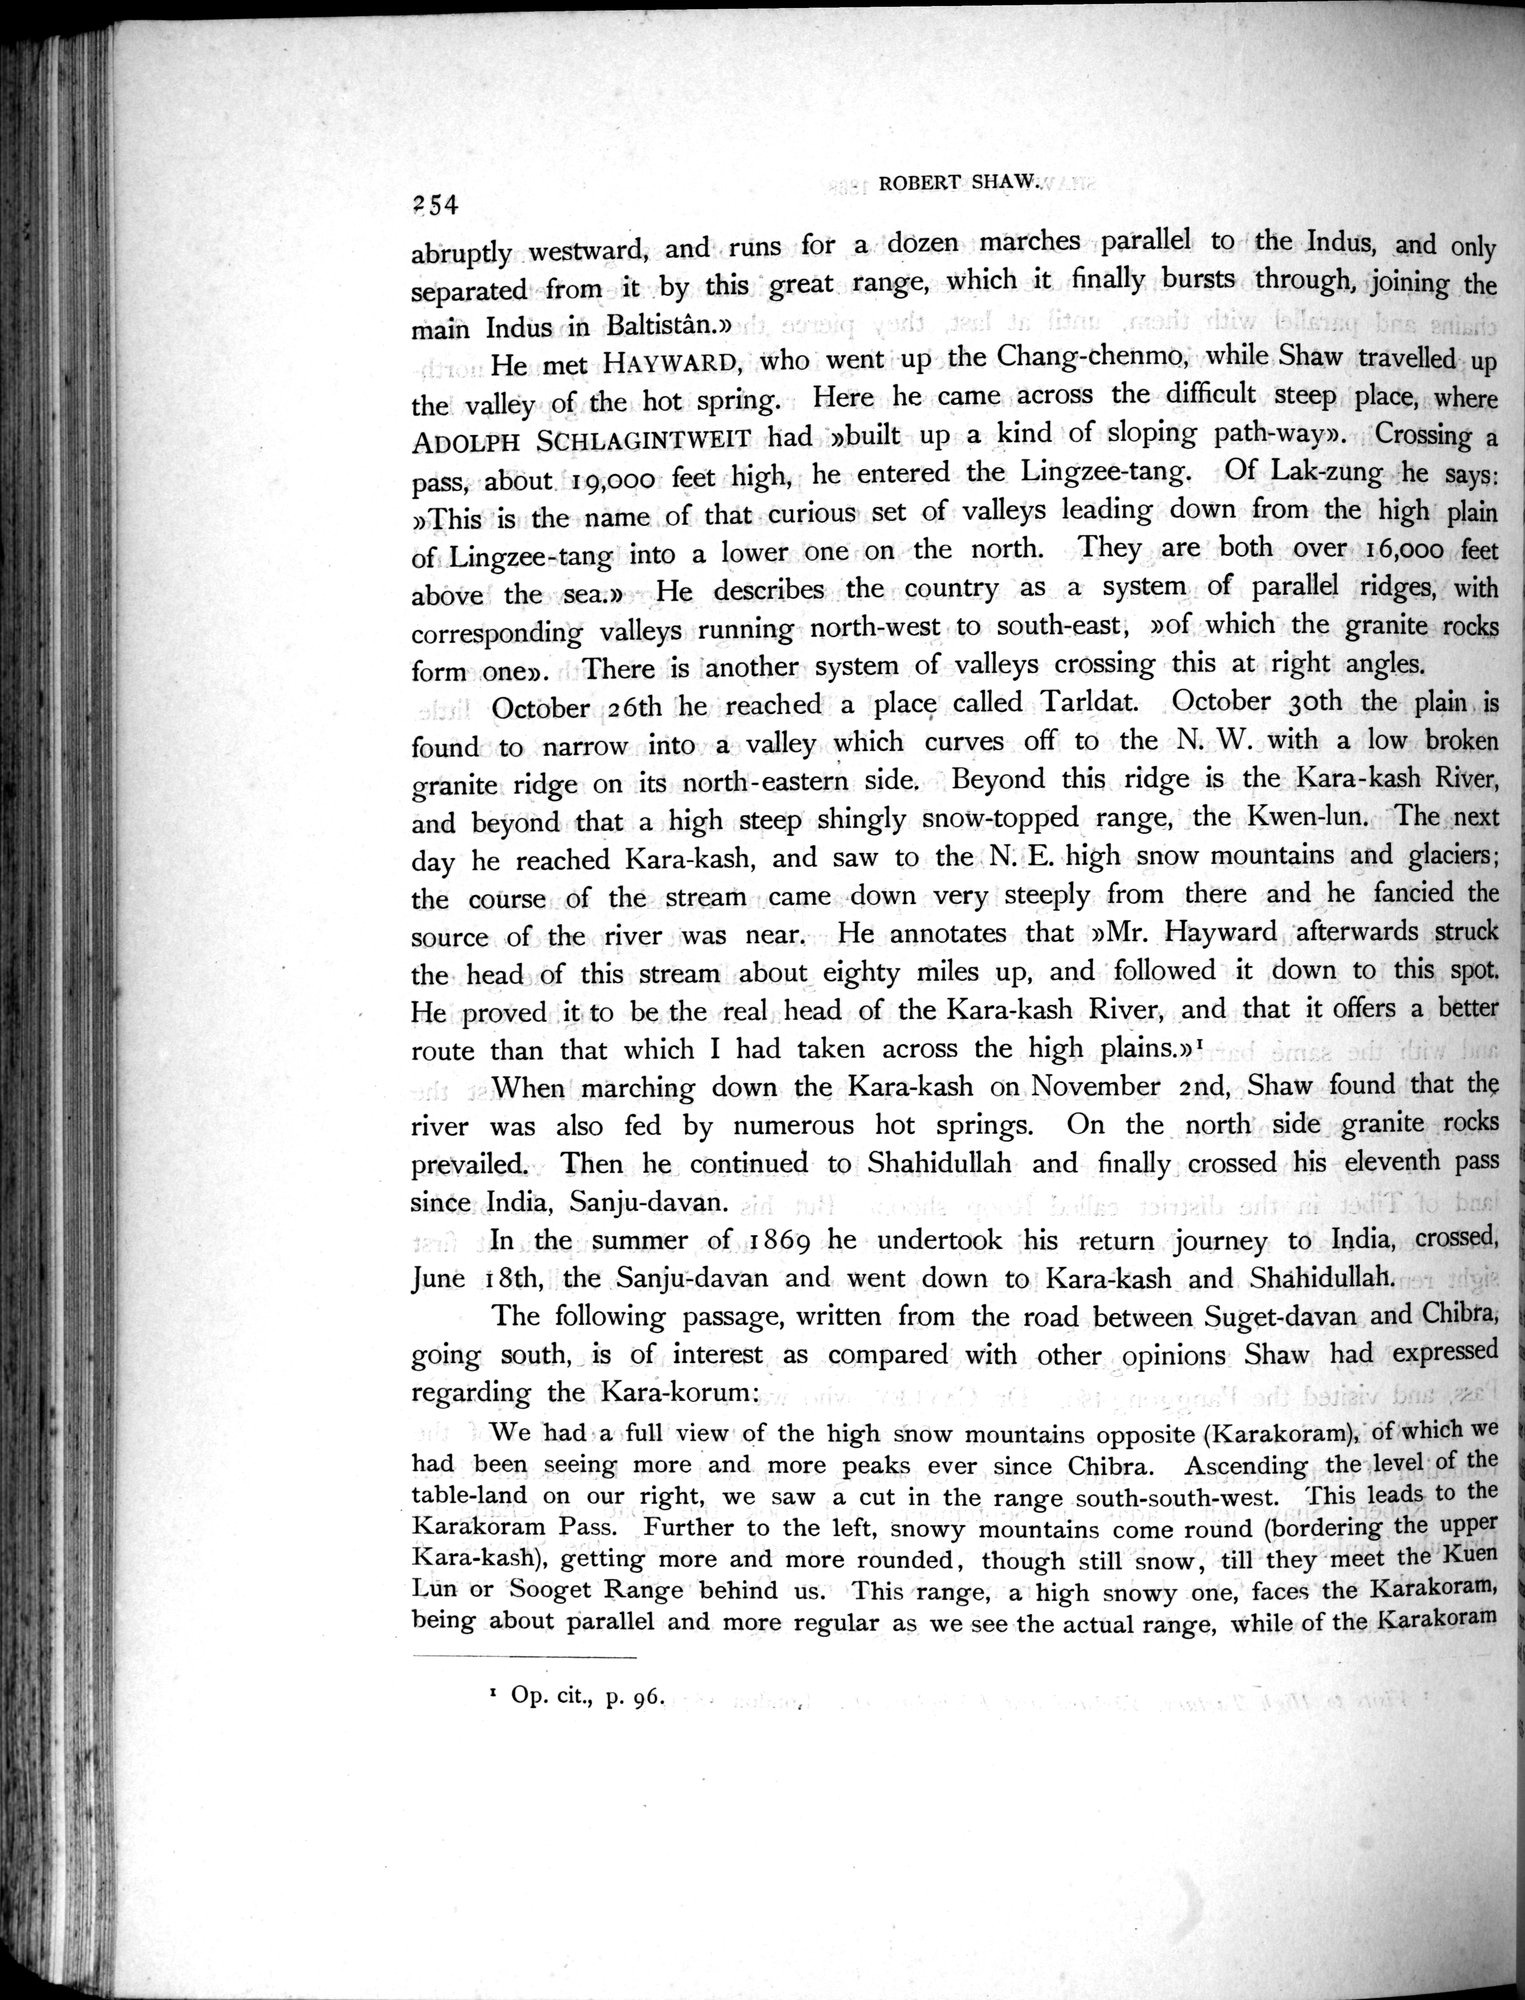 ROBERT SHAW.
254
abruptly westward, and runs for a dozen marches parallel to the Indus, and only
separated from it by this great range, which it finally bursts through, joining the
main Indus in Baltistân.»
He met HAYWARD, who went up the Chang-chenmo, while Shaw travelled up
the valley of the hot spring. Here he came across the difficult steep place, where
ADOLPH SCHLAGINTWEIT had »built up a kind of sloping path-way». Crossing a
pass, about 19,000 feet high, he entered the Lingzee-tang. Of Lak-zung he says:
»This is the name of that curious set of valleys leading down from the high plain
of Lingzee-tang into a lower one on the north. They are both over 16,000 feet
above the sea.» He describes the country as a system of parallel ridges, with
corresponding valleys running north-west to south-east, »of which the granite rocks
form one». There is another system of valleys crossing this at right angles.
October 26th he reached a place called Tarldat. October 30th the plain is
found to narrow into a valley which curves off to the N. W. with a low broken
granite ridge on its north-eastern side. Beyond this ridge is the Kara-kash River,
and beyond that a high steep shingly snow-topped range, the Kwen-lun. The next
day he reached Kara-kash, and saw to the N. E. high snow mountains and glaciers;
the course of the stream came down very steeply from there and he fancied the
source of the river was near. He annotates that »Mr. Hayward afterwards struck
the head of this stream about eighty miles up, and followed it down to this spot.
He proved it to be the real head of the Kara-kash River, and that it offers a better
route than that which I had taken across the high plains.»¹
When marching down the Kara-kash on November 2nd, Shaw found that the
river was also fed by numerous hot springs. On the north side granite rocks
prevailed. Then he continued to Shahidullah and finally crossed his eleventh pass
since India, Sanju-davan.
In the summer of 1869 he undertook his return journey to India, crossed,
June 18th, the Sanju-davan and went down to Kara-kash and Shahidullah.
The following passage, written from the road between Suget-davan and Chibra,
going south, is of interest as compared with other opinions Shaw had expressed
regarding the Kara-korum:
We had a full view of the high snow mountains opposite (Karakoram), of which we
had been seeing more and more peaks ever since Chibra. Ascending the level of the
table-land on our right, we saw a cut in the range south-south-west. This leads to the
Karakoram Pass. Further to the left, snowy mountains come round (bordering the upper
Kara-kash), getting more and more rounded, though still snow, till they meet the Kuen
Lun or Sooget Range behind us. This range, a high snowy one, faces the Karakoram,
being about parallel and more regular as we see the actual range, while of the Karakoram
¹ Op. cit., p. 96.